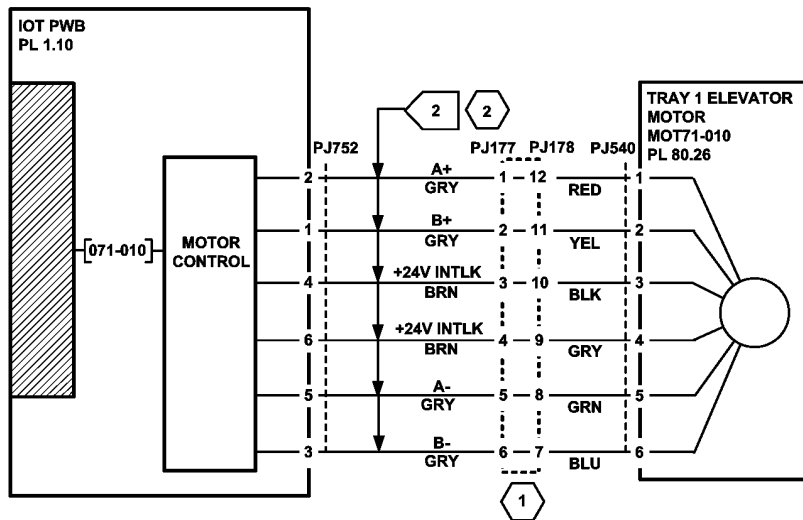 IOT PWB
PL 1.10
TRAY 1 ELEVATOR
MOTOR
MOT71-010
PL 80.26
2 2
PJ752 PJ177 PJ178 PJ540
2 A+ 1 12 1
GRY RED
1 B+ 2 11 2
GRY YEL
[071-010] MOTOR
CONTROL
4 +24V INTLK 3 10 3
BRN BLK
6 +24V INTLK 4 9 4
BRN GRY
5 A- 5 8 5
GRY GRN
3 B- 6 7 6
GRY BLU
1